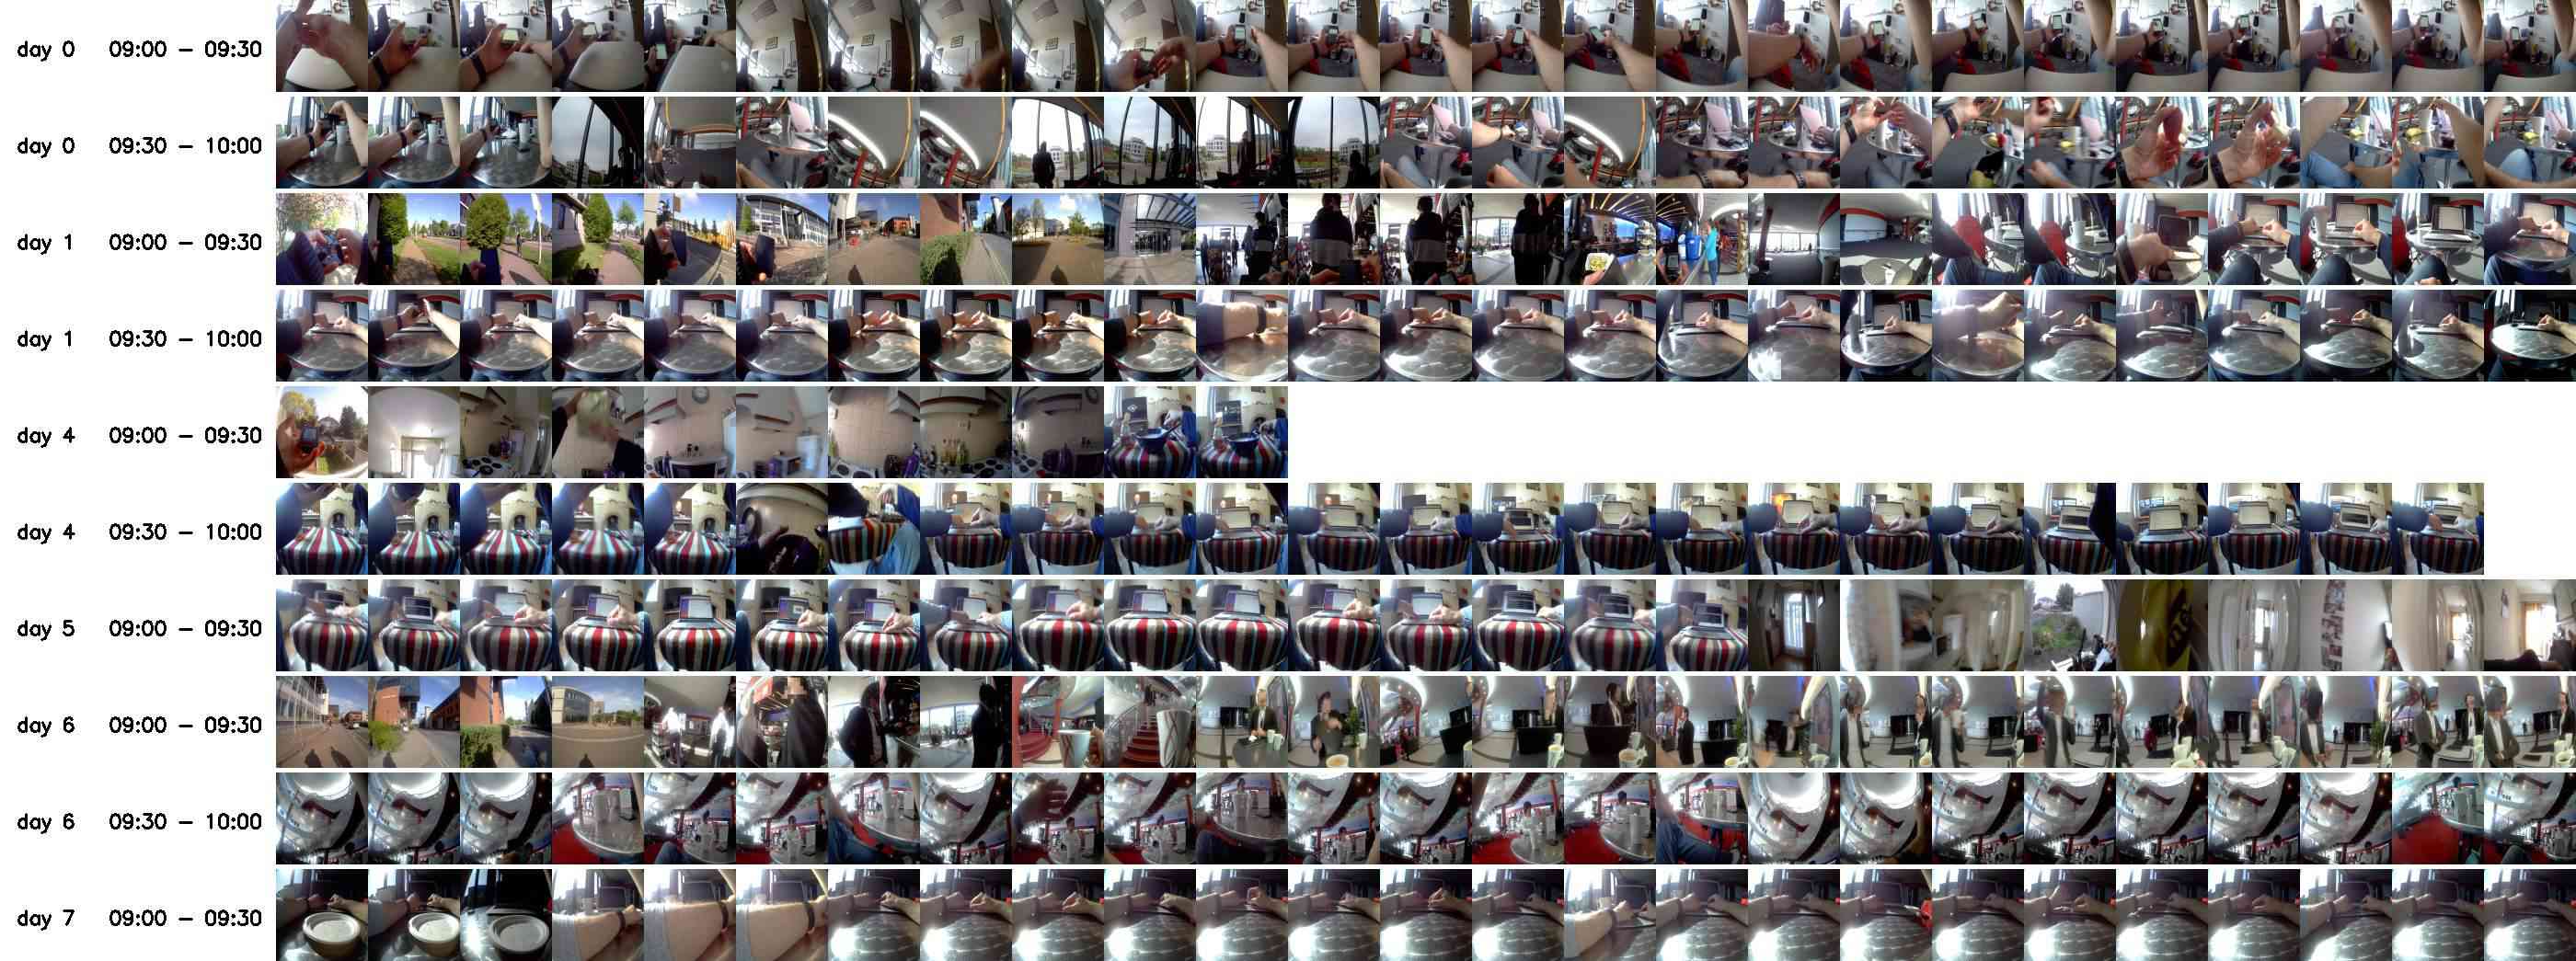 day 0 09:00 - 09:30
day 0 09:30 - 10:00
day 1 09:00 - 09:30
day 1 09:30 - 10:00
day 4 09:00 - 09:30
day 4 09:30 - 10:00
day 5 09:00 - 09:30
day 6 09:00 - 09:30
day 6 09:30 - 10:00
day 7 09:00 - 09:30